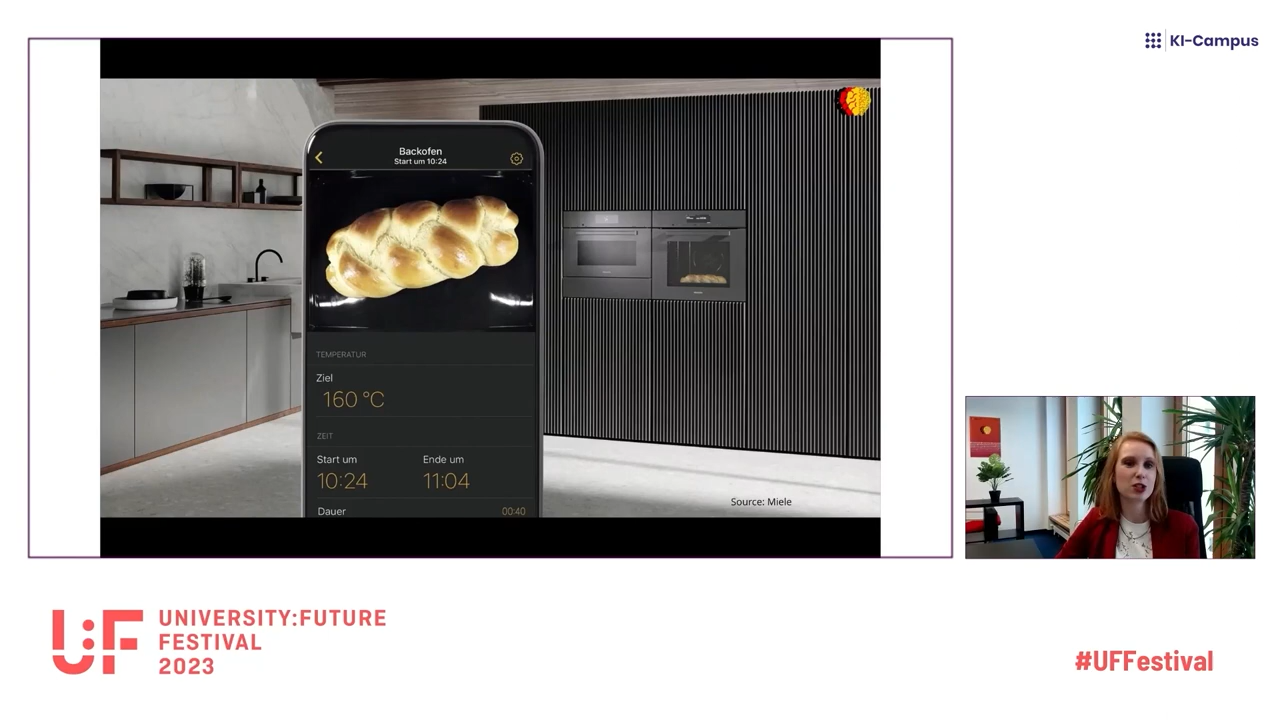 KI-Campus
Backofen
Start um 10:24
TEMPERATUR
Ziel
160 °C
ZEIT
Start um
Ende um
10:24
11:04
Dauer
00:40
Source: Miele
U:F
UNIVERSITY:FUTURE
FESTIVAL
2023
#UFFestival